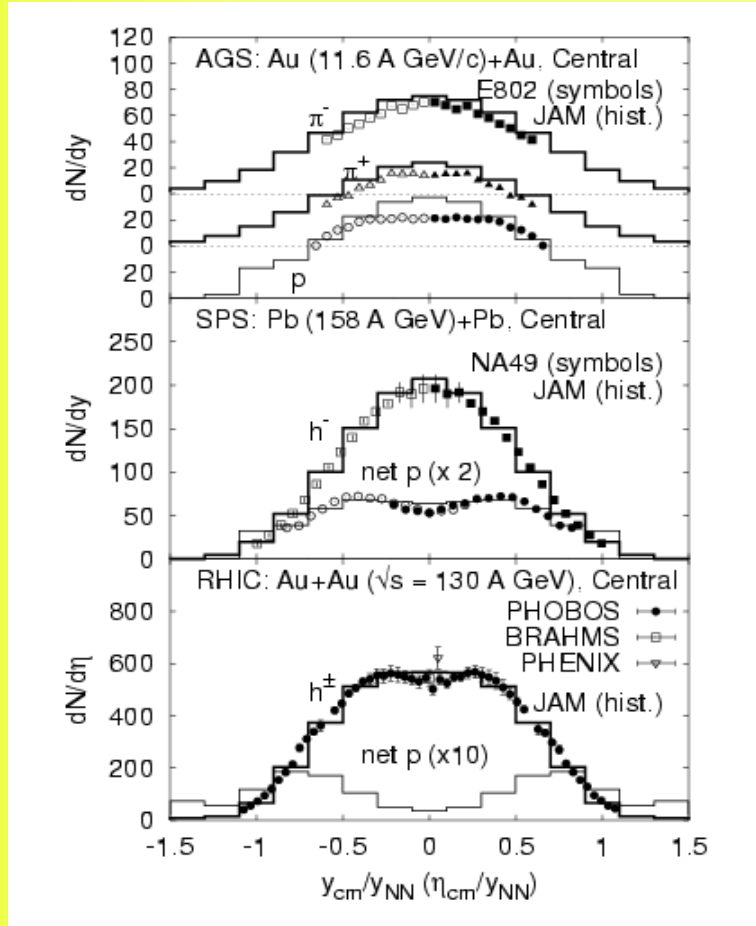 120
100
80
60
40
20
0
20
0
20
0
dN/dy
AGS: Au (11.6 A GeV/c)+Au, Central
E802 (symbols)
JAM (hist.)
π-
π+
p
250
200
150
100
50
0
dN/dy
SPS: Pb (158 A GeV)+Pb, Central
NA49 (symbols)
JAM (hist.)
h-
net p (x 2)
800
600
400
200
0
dN/dη
RHIC: Au+Au (√s = 130 A GeV), Central
PHOBOS
BRAHMS
PHENIX
JAM (hist.)
h±
net p (x10)
-1.5 -1 -0.5 0 0.5 1 1.5
ycm/yNN (ηcm/yNN)